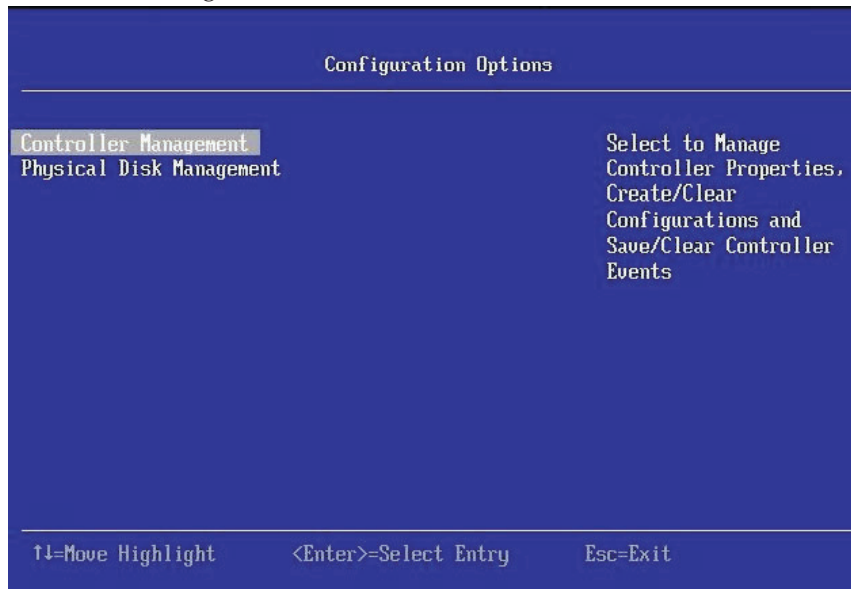 Configuration Options
Controller Management
Physical Disk Management
Select to Manage
Controller Properties,
Create/Clear
Configurations and
Save/Clear Controller
Events
↑↓=Move Highlight <Enter>=Select Entry Esc=Exit